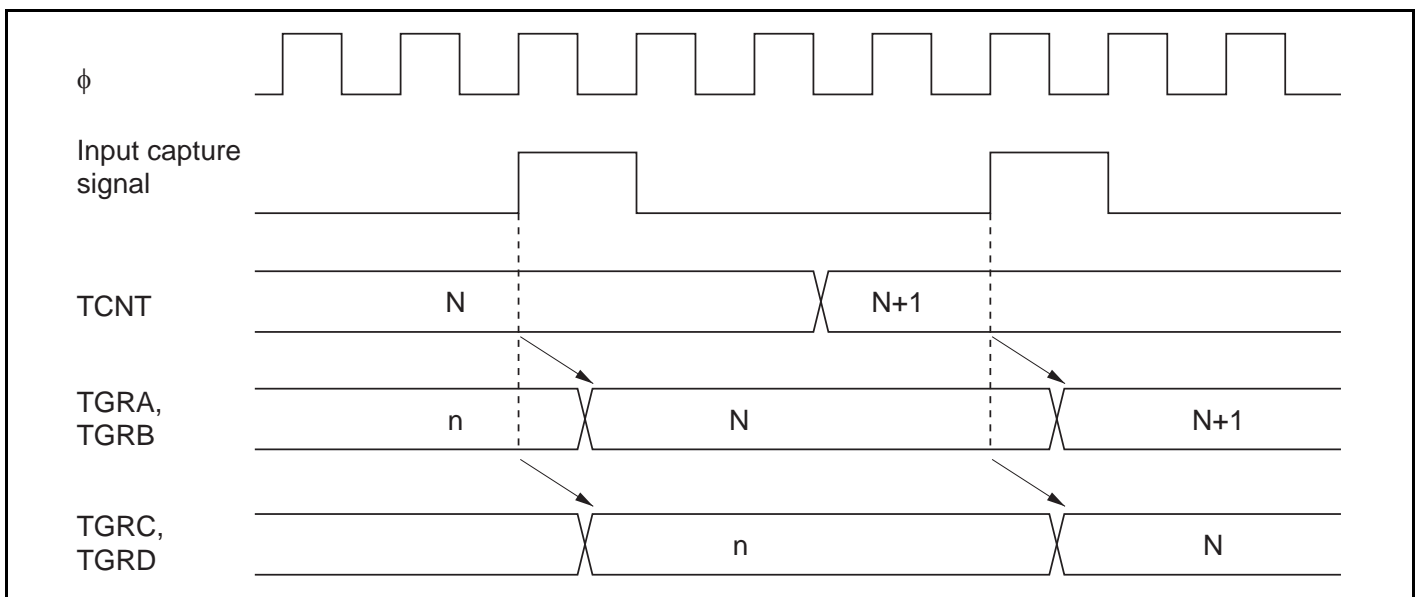 ϕ
Input capture
signal
TCNT
N
N+1
TGRA,
TGRB
n
N
N+1
TGRC,
TGRD
n
N